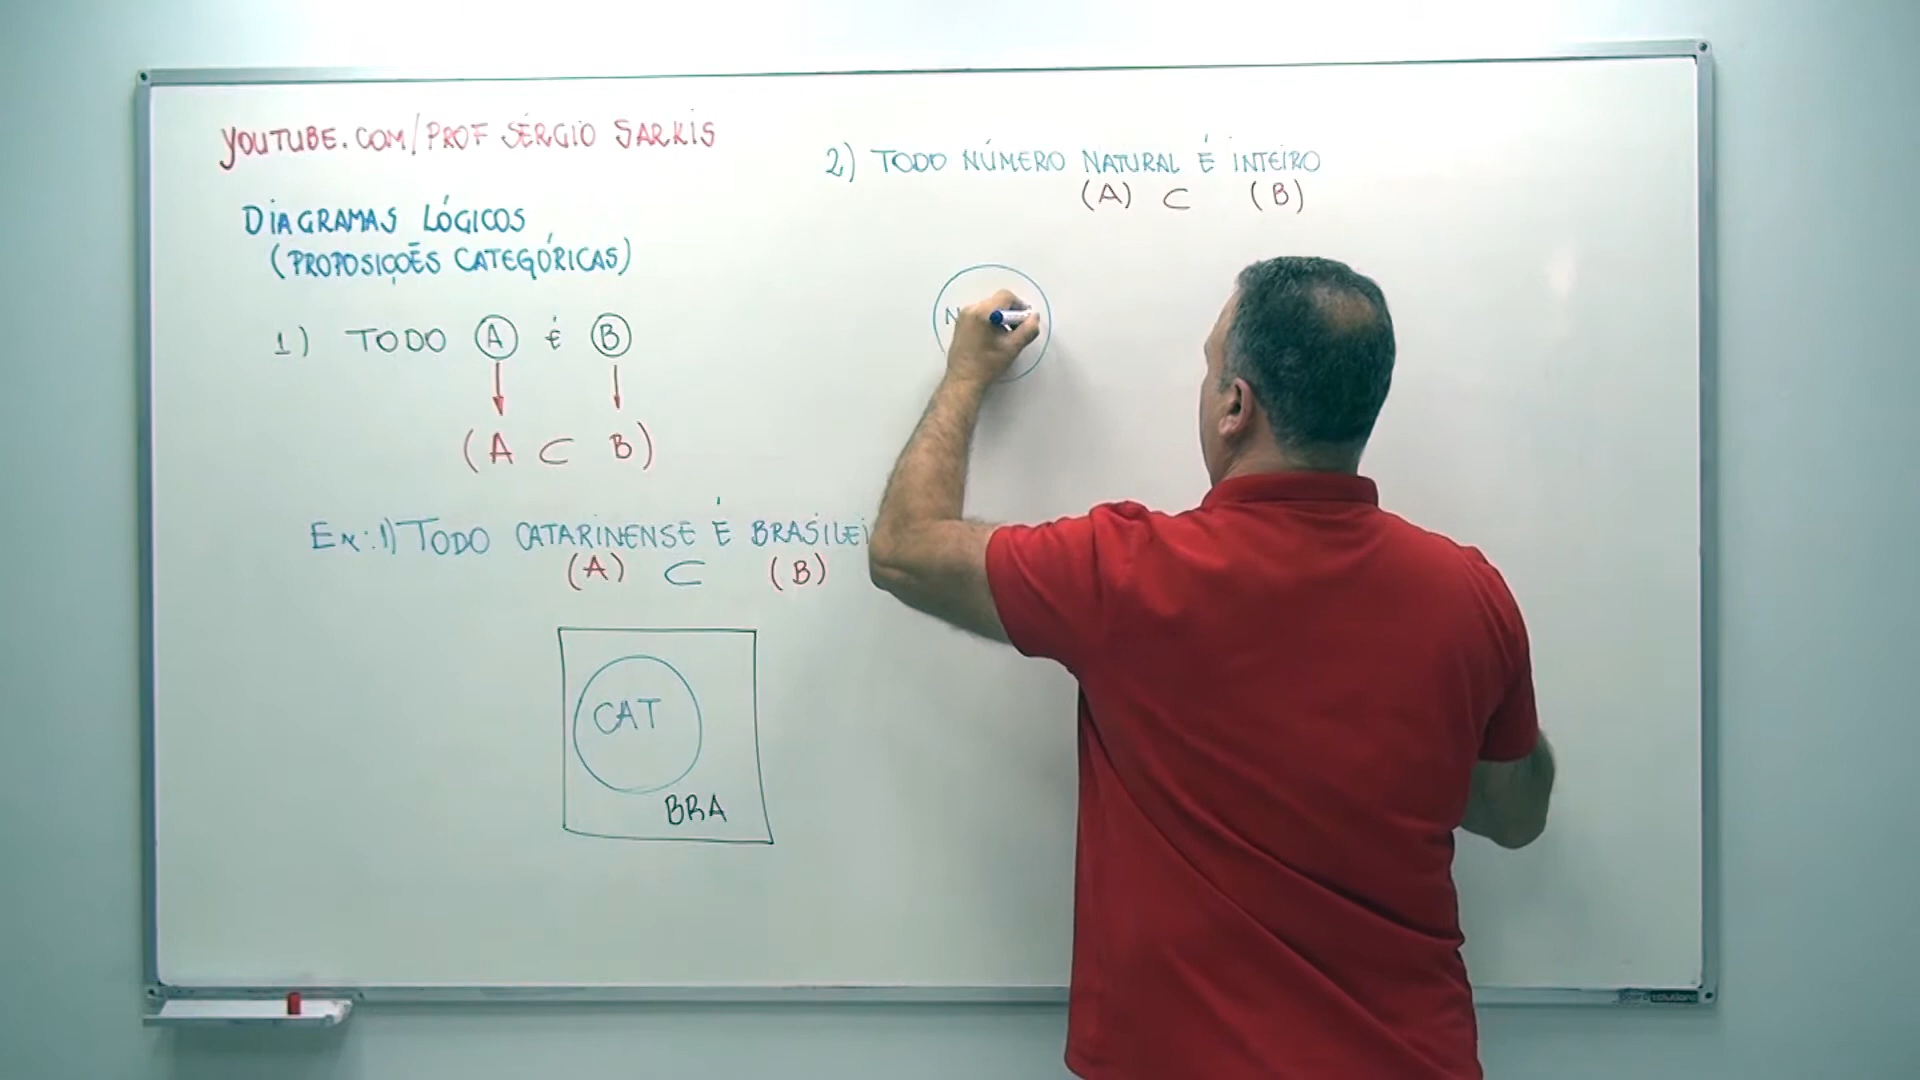 YOUTUBE.COM/PROF SÉRGIO SARKIS
DIAGRAMAS LÓGICOS
(PROPOSIÇÕES CATEGÓRICAS)
1) TODO A É B
(A ⊂ B)
Ex.:1) TODO CATARINENSE É
(A) ⊂ (B)
CAT
BRA
2) TODO NÚMERO NATURAL É INTEIRO
(A) ⊂ (B)
N